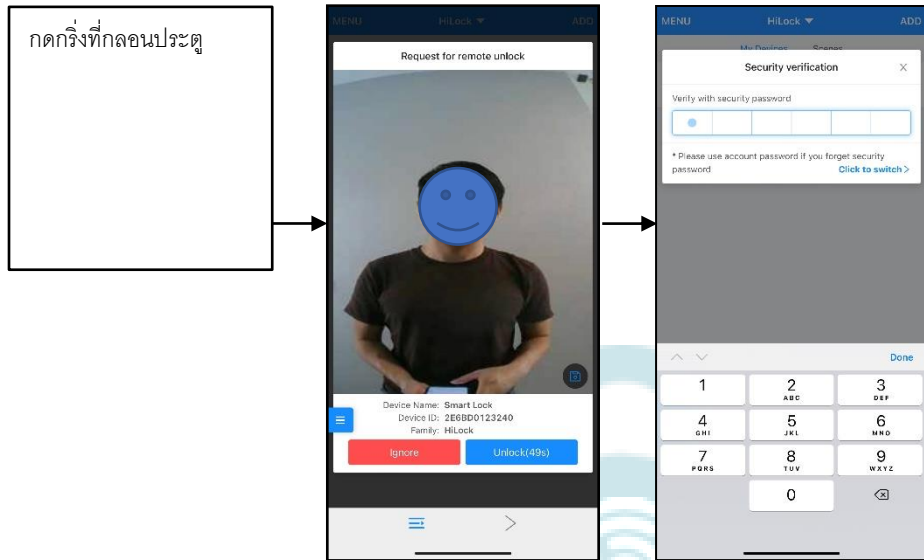 กดกริ่งที่กลอนประตู
MENU HiLock ADD
Request for remote unlock
Device Name: Smart Lock
Device ID: 2E6BD0123240
Family: HiLock
Ignore Unlock(49s)
MENU HiLock ADD
My Devices Scenes
Security verification
Verify with security password
* Please use account password if you forget security
password Click to switch >
Done
1 2 3
ABC DEF
4 5 6
GHI JKL MNO
7 8 9
PQRS TUV WXYZ
0